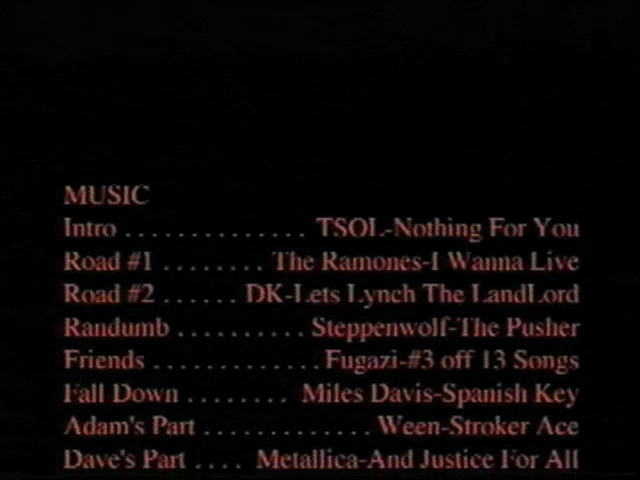 MUSIC
Intro . . . . . . . . . . . . . . TSOL-Nothing For You
Road #1 . . . . . . . . The Ramones-I Wanna Live
Road #2 . . . . . . DK-Lets Lynch The LandLord
Randumb . . . . . . . . . . Steppenwolf-The Pusher
Friends . . . . . . . . . . . . . Fugazi-#3 off 13 Songs
Fall Down . . . . . . . . Miles Davis-Spanish Key
Adam's Part . . . . . . . . . . . . . Ween-Stroker Ace
Dave's Part . . . . Metallica-And Justice For All